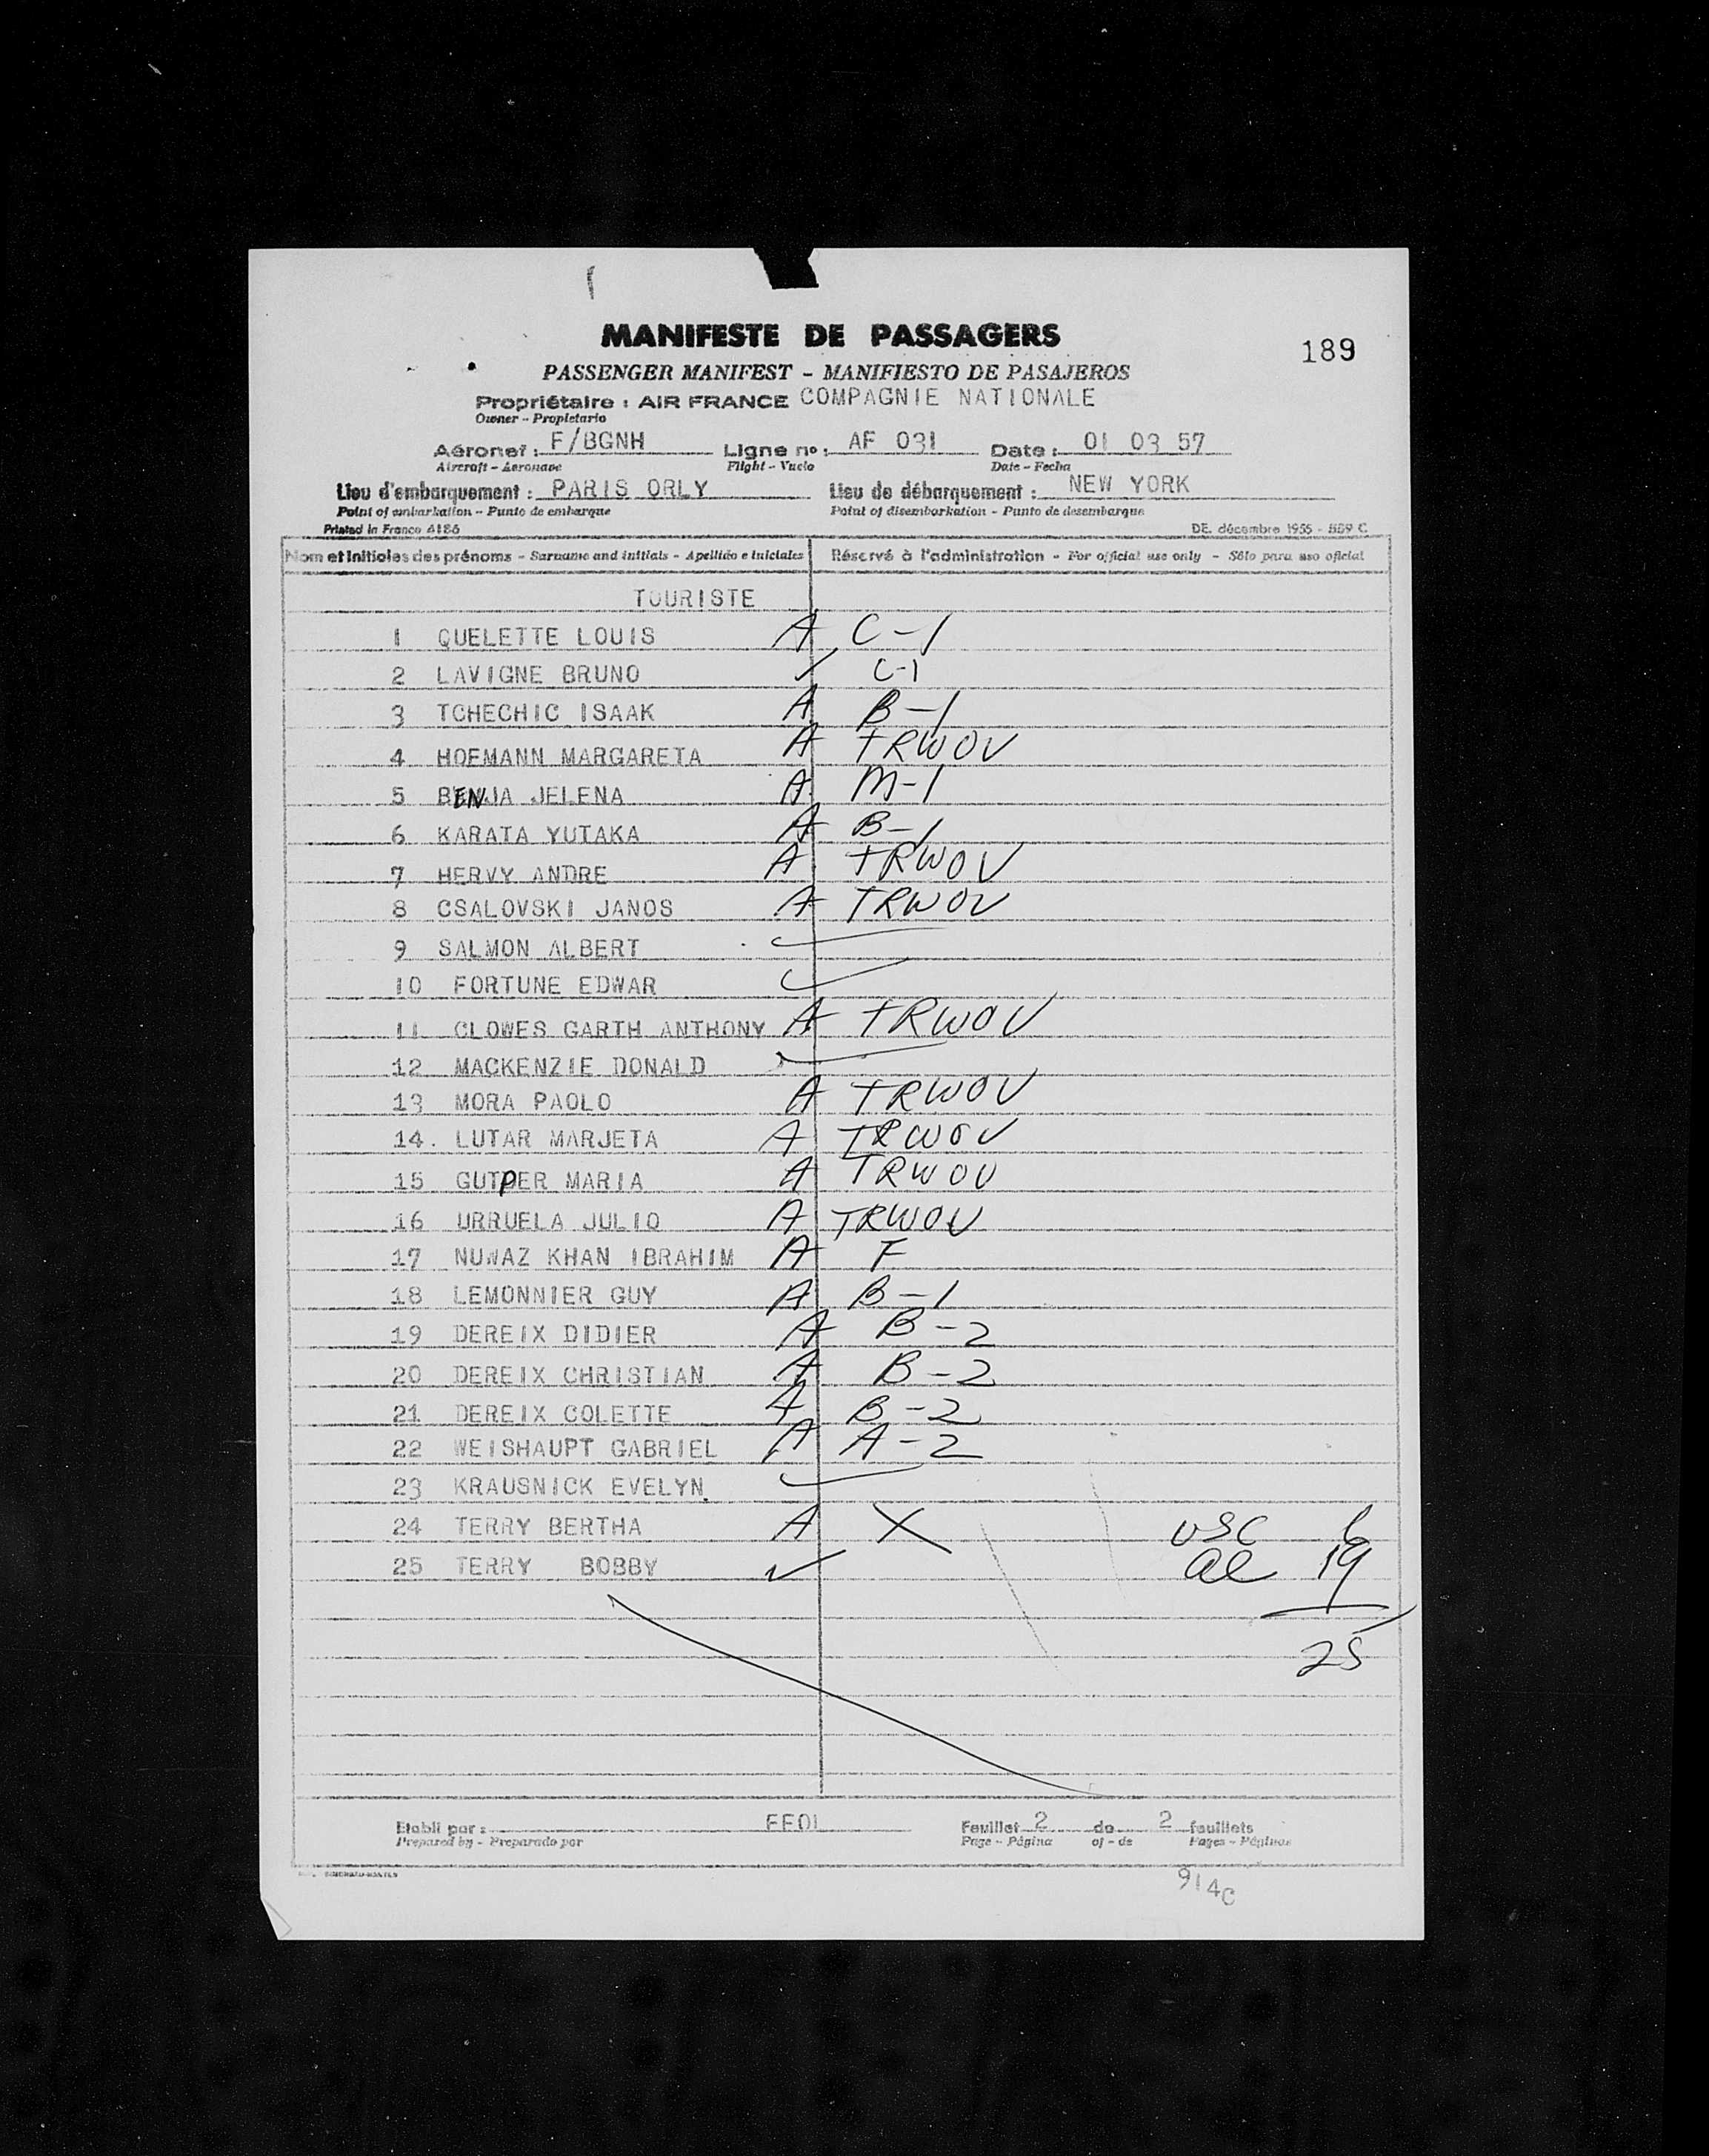 MANIFESTE DE PASSAGERS
189
PASSENGER MANIFEST - MANIFIESTO DE PASAJEROS
Propriétaire : AIR FRANCE COMPAGNIE NATIONALE
Owner - Propietario
Aéronef : F/BGNH Ligne no : AF 031 Date : 01 03 57
Aircraft - Aeronave Flight - Vuelo Date - Fecha
Lieu d'embarquement : PARIS ORLY Lieu de débarquement : NEW YORK
Point of embarkation - Punto de embarque Point of disembarkation - Punto de desembarque
Printed in France 4186 DE. décembre 1955 - 889 C
Nom et initiales des prénoms - Surname and initials - Apellido e iniciales Réservé à l'administration - For official use only - Sólo para uso oficial
TOURISTE
1 QUELETTE LOUIS A C-1
2 LAVIGNE BRUNO ✓ C-1
3 TCHECHIC ISAAK A B-1
4 HOFMANN MARGARETA A TRWOV
5 BENJA JELENA A M-1
6 KARATA YUTAKA A B-1
7 HERVY ANDRE A TRWOV
8 CSALOVSKI JANOS A TRWOV
9 SALMON ALBERT ✓
10 FORTUNE EDWAR ✓
11 CLOWES GARTH ANTHONY A TRWOV
12 MACKENZIE DONALD ✓
13 MORA PAOLO A TRWOV
14. LUTAR MARJETA A TRWOV
15 GUTPER MARIA A TRWOV
16 URRUELA JULIO A TRWOV
17 NUWAZ KHAN IBRAHIM A F
18 LEMONNIER GUY A B-1
19 DEREIX DIDIER A B-2
20 DEREIX CHRISTIAN A B-2
21 DEREIX COLETTE A B-2
22 WEISHAUPT GABRIEL A A-2
23 KRAUSNICK EVELYN ✓
24 TERRY BERTHA A X USC 6
25 TERRY BOBBY ✓ al 19
25
Etabli par : Feuillet 2 de 2 feuillets
Prepared by - Preparado por Page - Página of - de Pages - Páginas
914C